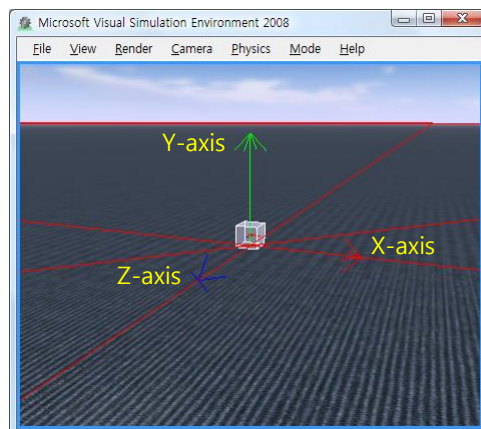 Microsoft Visual Simulation Environment 2008
File View Render Camera Physics Mode Help
Y-axis
X-axis
Z-axis